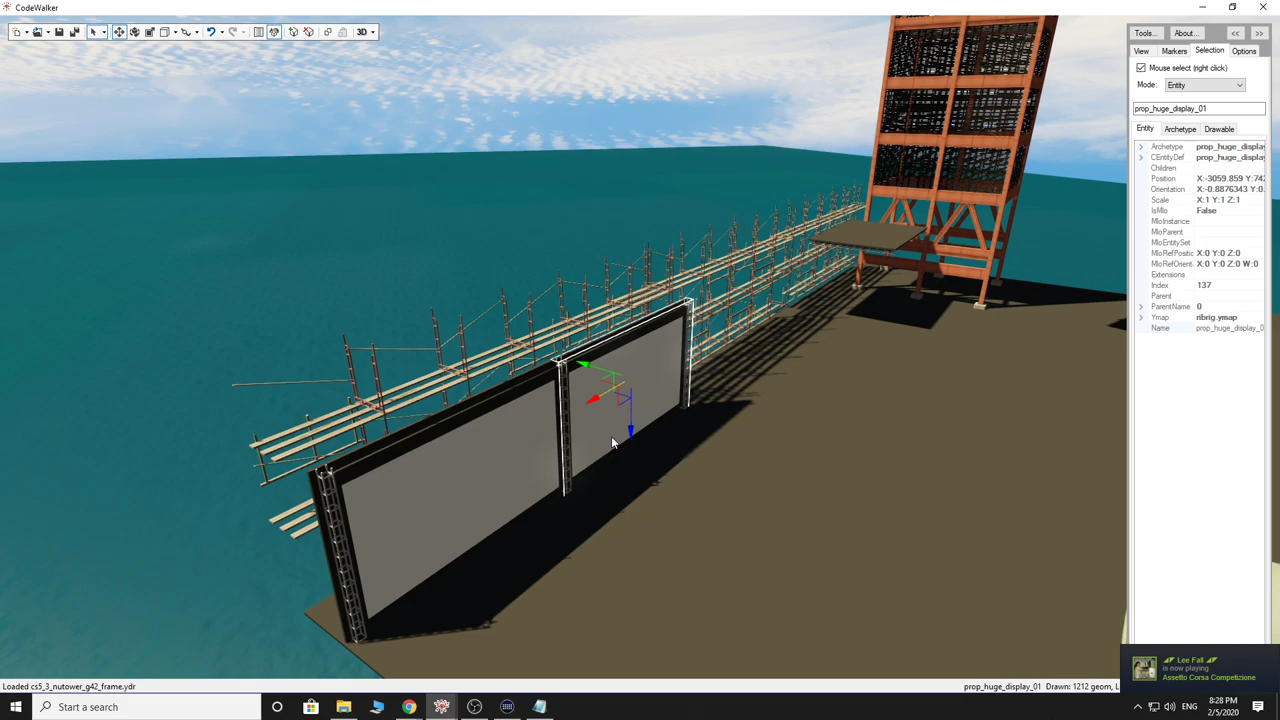 CodeWalker
3D
Tools...
About...
<<
>>
View
Markers
Selection
Options
Mouse select (right click)
Mode:
Entity
prop_huge_display_01
Entity
Archetype
Drawable
Archetype prop_huge_display
CEntityDef prop_huge_display
Children
Position X:-3059.859 Y:742
Orientation X:-0.8876343 Y:0.
Scale X:1 Y:1 Z:1
IsMlo False
MloInstance
MloParent
MloEntitySet
MloRefPositic X:0 Y:0 Z:0
MloRefOrient X:0 Y:0 Z:0 W:0
Extensions
Index 137
Parent
ParentName 0
Ymap ribrig.ymap
Name prop_huge_display_0
Lee Fall
is now playing
Assetto Corsa Competizione
Loaded cs5_3_nutower_g42_frame.ydr
prop_huge_display_01 Drawn: 1212 geom, L
Start a search
ENG
8:28 PM
2/5/2020